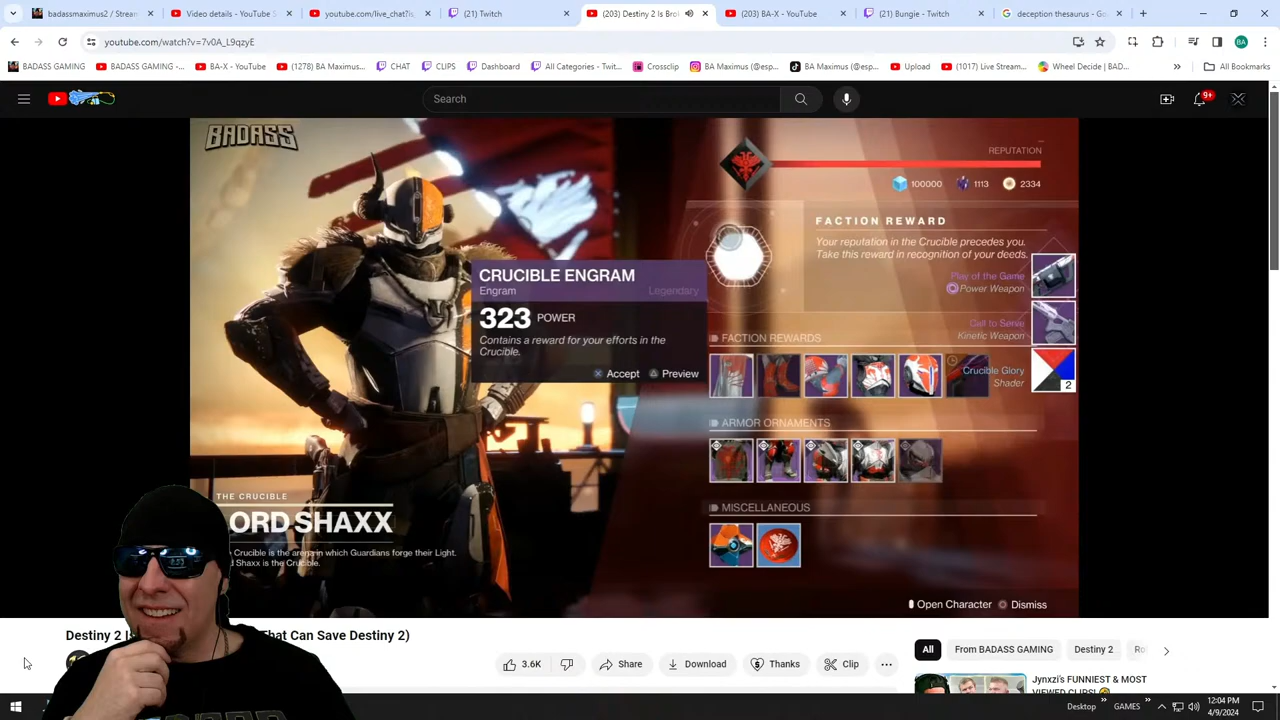 badassmaximus2 / Stream
Video details - YouTube S
youtube.com/live_chat?is
(21) Twitch
(203) Destiny 2 Is Bro
(203) BA-X - YouTube
(21) Bungie - Twitch
deception thesaurus - Go
youtube.com/watch?v=7v0A_L9qzyE
BA
BADASS GAMING
BADASS GAMING -...
BA-X - YouTube
(1278) BA Maximus...
CHAT
CLIPS
Dashboard
All Categories - Twit...
Crossclip
BA Maximus (@esp...
BA Maximus (@esp...
Upload
(1017) Live Stream...
Wheel Decide | BAD...
All Bookmarks
Search
9+
BADASS
REPUTATION
100000 1113 2334
FACTION REWARD
Your reputation in the Crucible precedes you.
Take this reward in recognition of your deeds.
Play of the Game
Power Weapon
CRUCIBLE ENGRAM
Engram Legendary
323 POWER
Contains a reward for your efforts in the
Crucible.
Accept Preview
Call to Serve
Kinetic Weapon
FACTION REWARDS
Crucible Glory
Shader
2
ARMOR ORNAMENTS
MISCELLANEOUS
THE CRUCIBLE
ORD SHAXX
Crucible is the arena in which Guardians forge their Light.
d Shaxx is the Crucible.
Open Character Dismiss
Destiny 2 Is That Can Save Destiny 2)
3.6K
Share
Download
Thanks
Clip
All
From BADASS GAMING
Destiny 2
Ro
Jynxzi's FUNNIEST & MOST
VIEWED CLIPS!
Desktop
GAMES
12:04 PM
4/9/2024